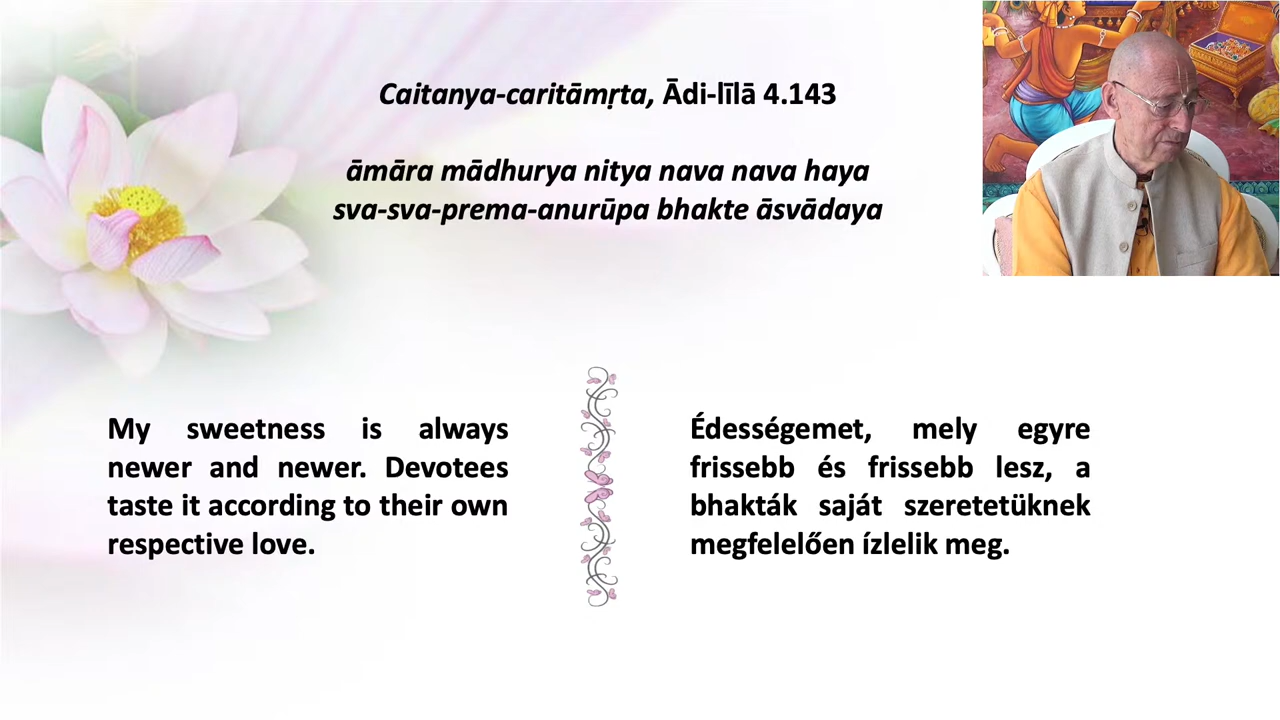 Caitanya-caritāmṛta, Ādi-līlā 4.143
āmāra mādhurya nitya nava nava haya
sva-sva-prema-anurūpa bhakte āsvādaya
My sweetness is always
newer and newer. Devotees
taste it according to their own
respective love.
Édességemet, mely egyre
frissebb és frissebb lesz, a
bhakták saját szeretetüknek
megfelelően ízlelik meg.